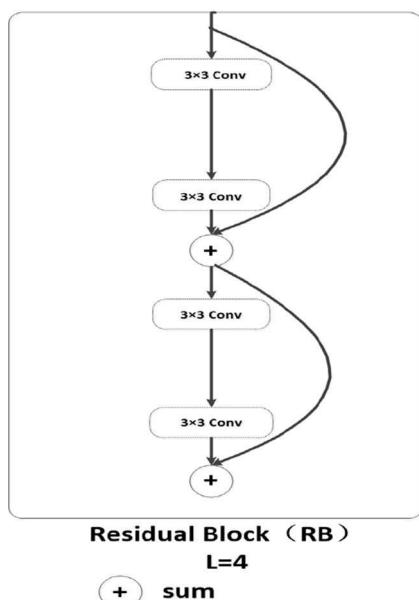 3×3 Conv
3×3 Conv
+
3×3 Conv
3×3 Conv
+
Residual Block（RB）
L=4
+ sum